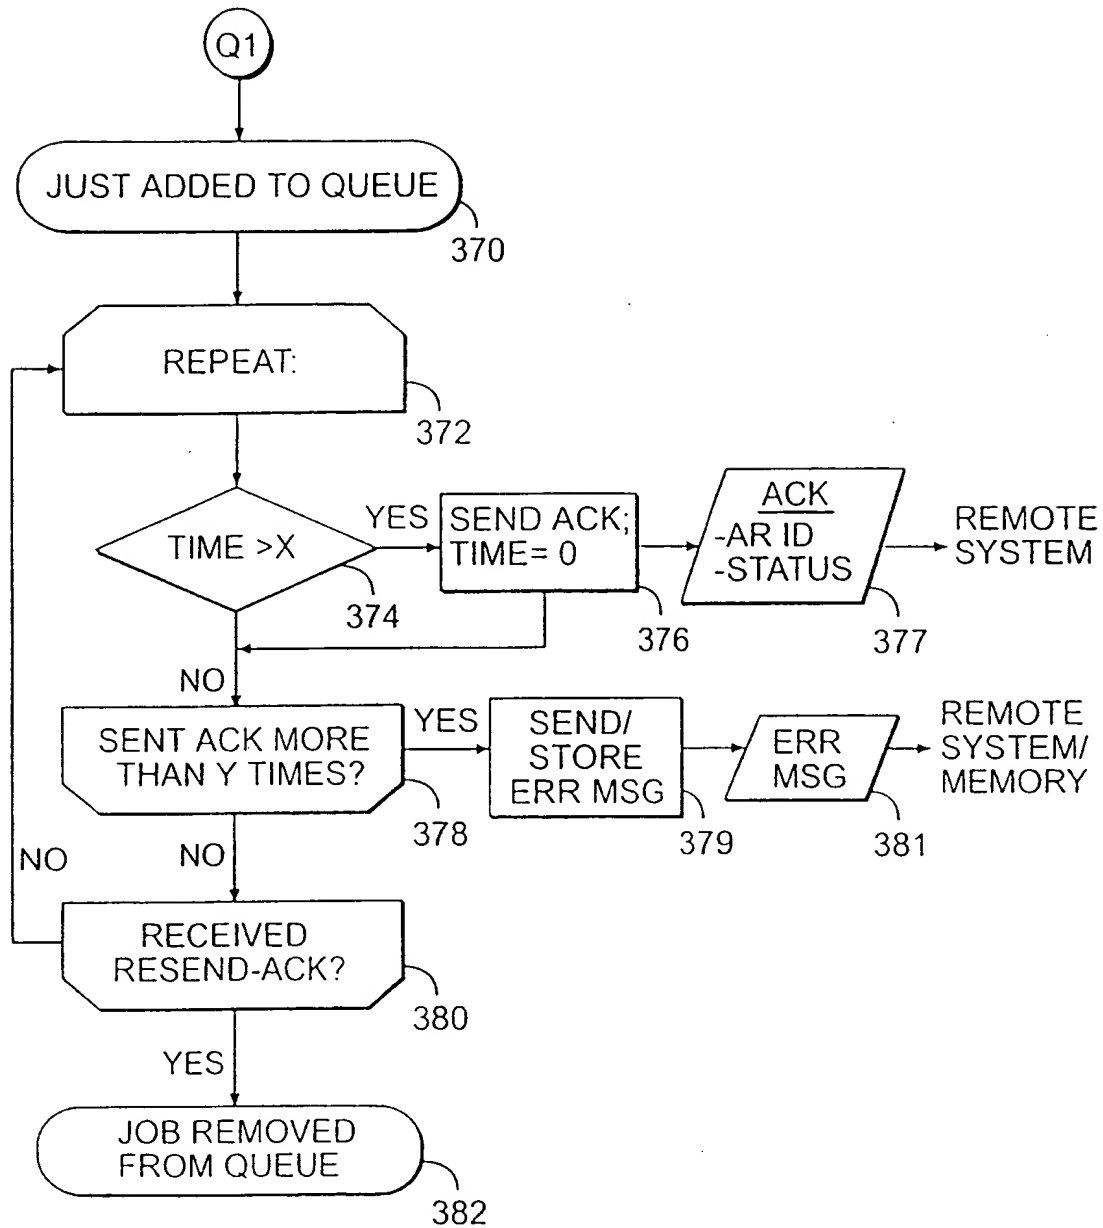 Q1
JUST ADDED TO QUEUE
370
REPEAT:
372
TIME >X
374
YES
SEND ACK;
TIME= 0
376
ACK
-AR ID
-STATUS
377
REMOTE
SYSTEM
NO
SENT ACK MORE
THAN Y TIMES?
378
YES
SEND/
STORE
ERR MSG
379
ERR
MSG
381
REMOTE
SYSTEM/
MEMORY
NO
NO
RECEIVED
RESEND-ACK?
380
YES
JOB REMOVED
FROM QUEUE
382